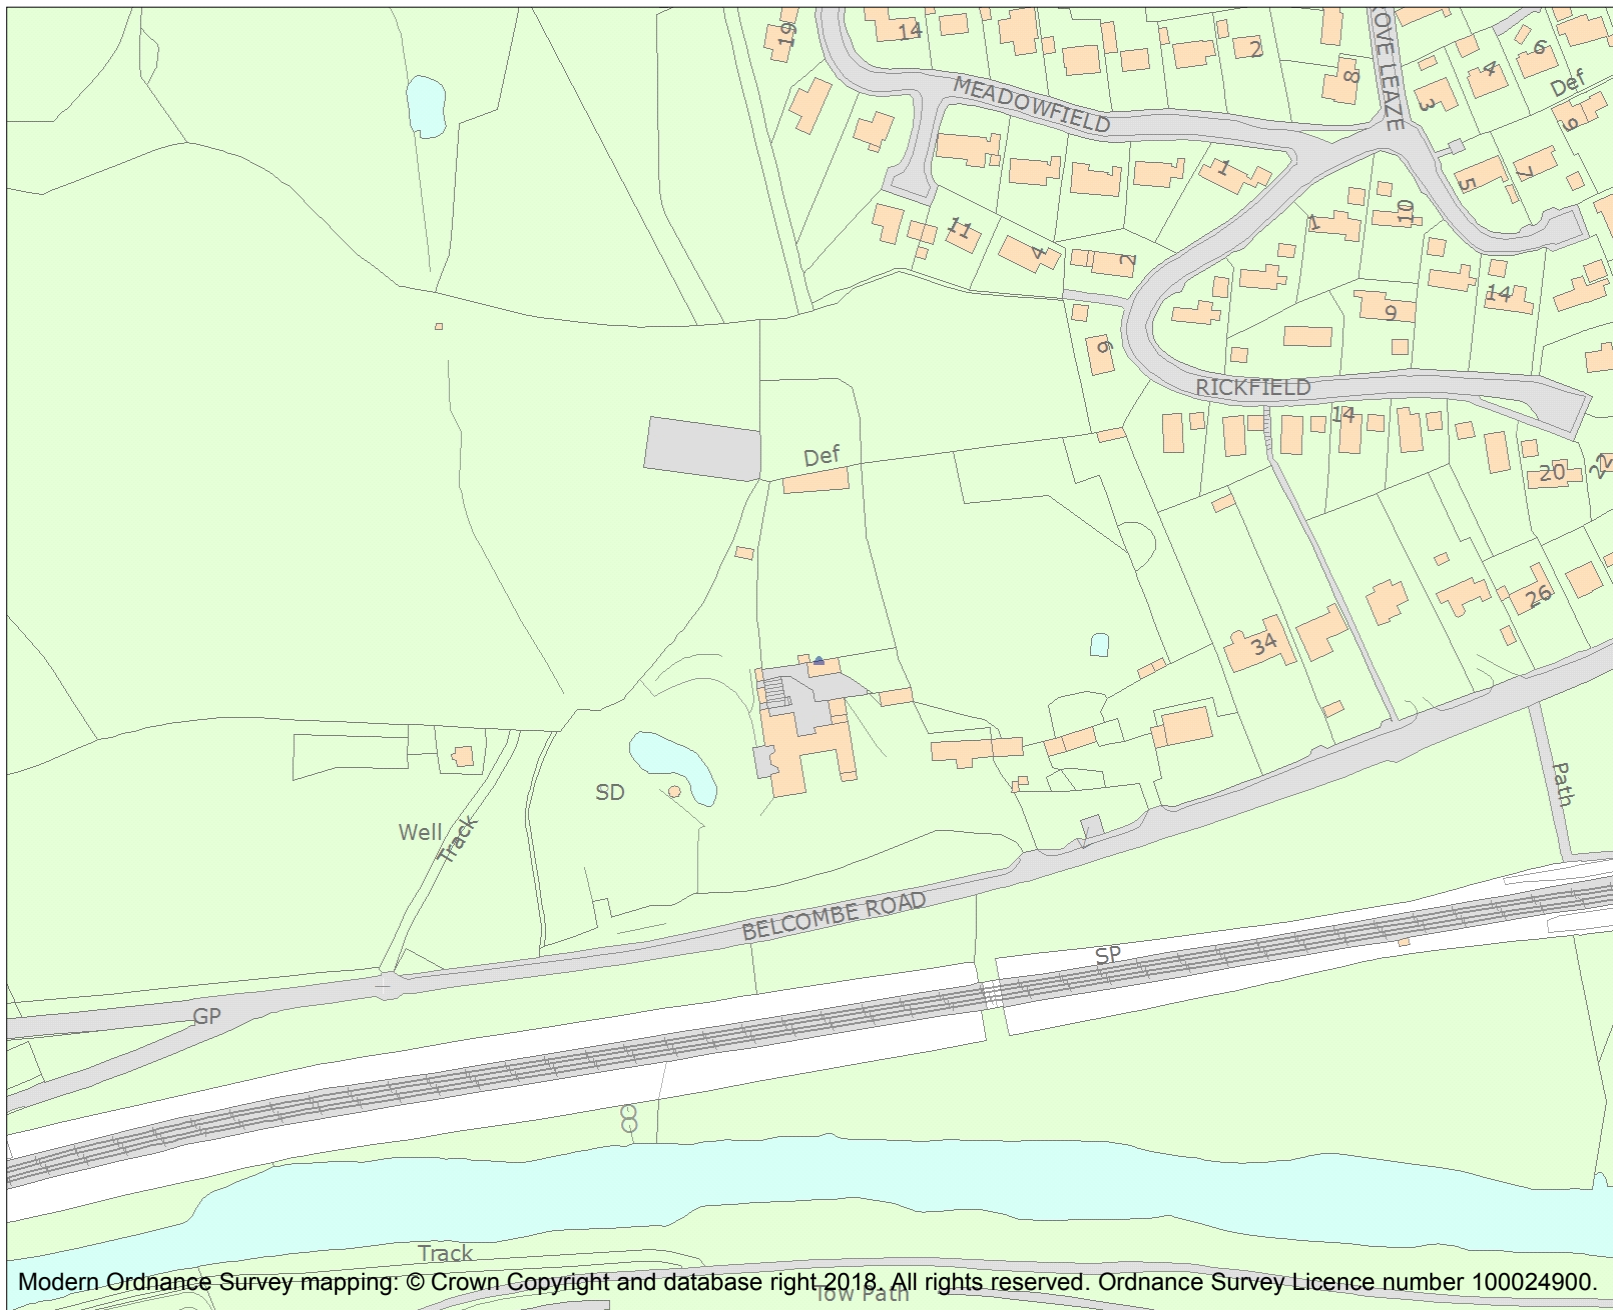 19
14
2
8
OVE LEAZE
3
4
6
Def
9
MEADOWFIELD
1
5
7
11
4
2
1
10
14
9
6
RICKFIELD
14
20
22
Def
26
34
SD
Well
Track
Path
BELCOMBE ROAD
SP
GP
Track
Modern Ordnance Survey mapping: © Crown Copyright and database right 2018. All rights reserved. Ordnance Survey Licence number 100024900.
Tow Path